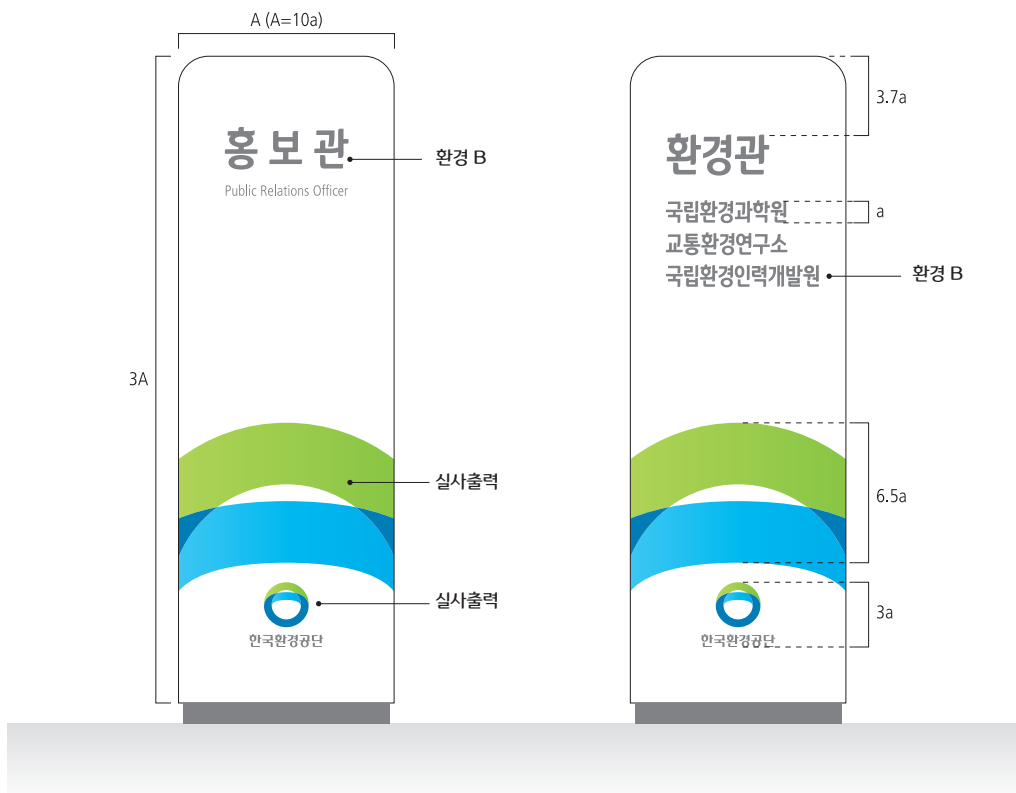 A (A=10a)
3A
홍보관
Public Relations Officer
환경 B
실사출력
실사출력
한국환경공단
환경관
국립환경과학원
교통환경연구소
국립환경인력개발원
환경 B
한국환경공단
3.7a
a
6.5a
3a